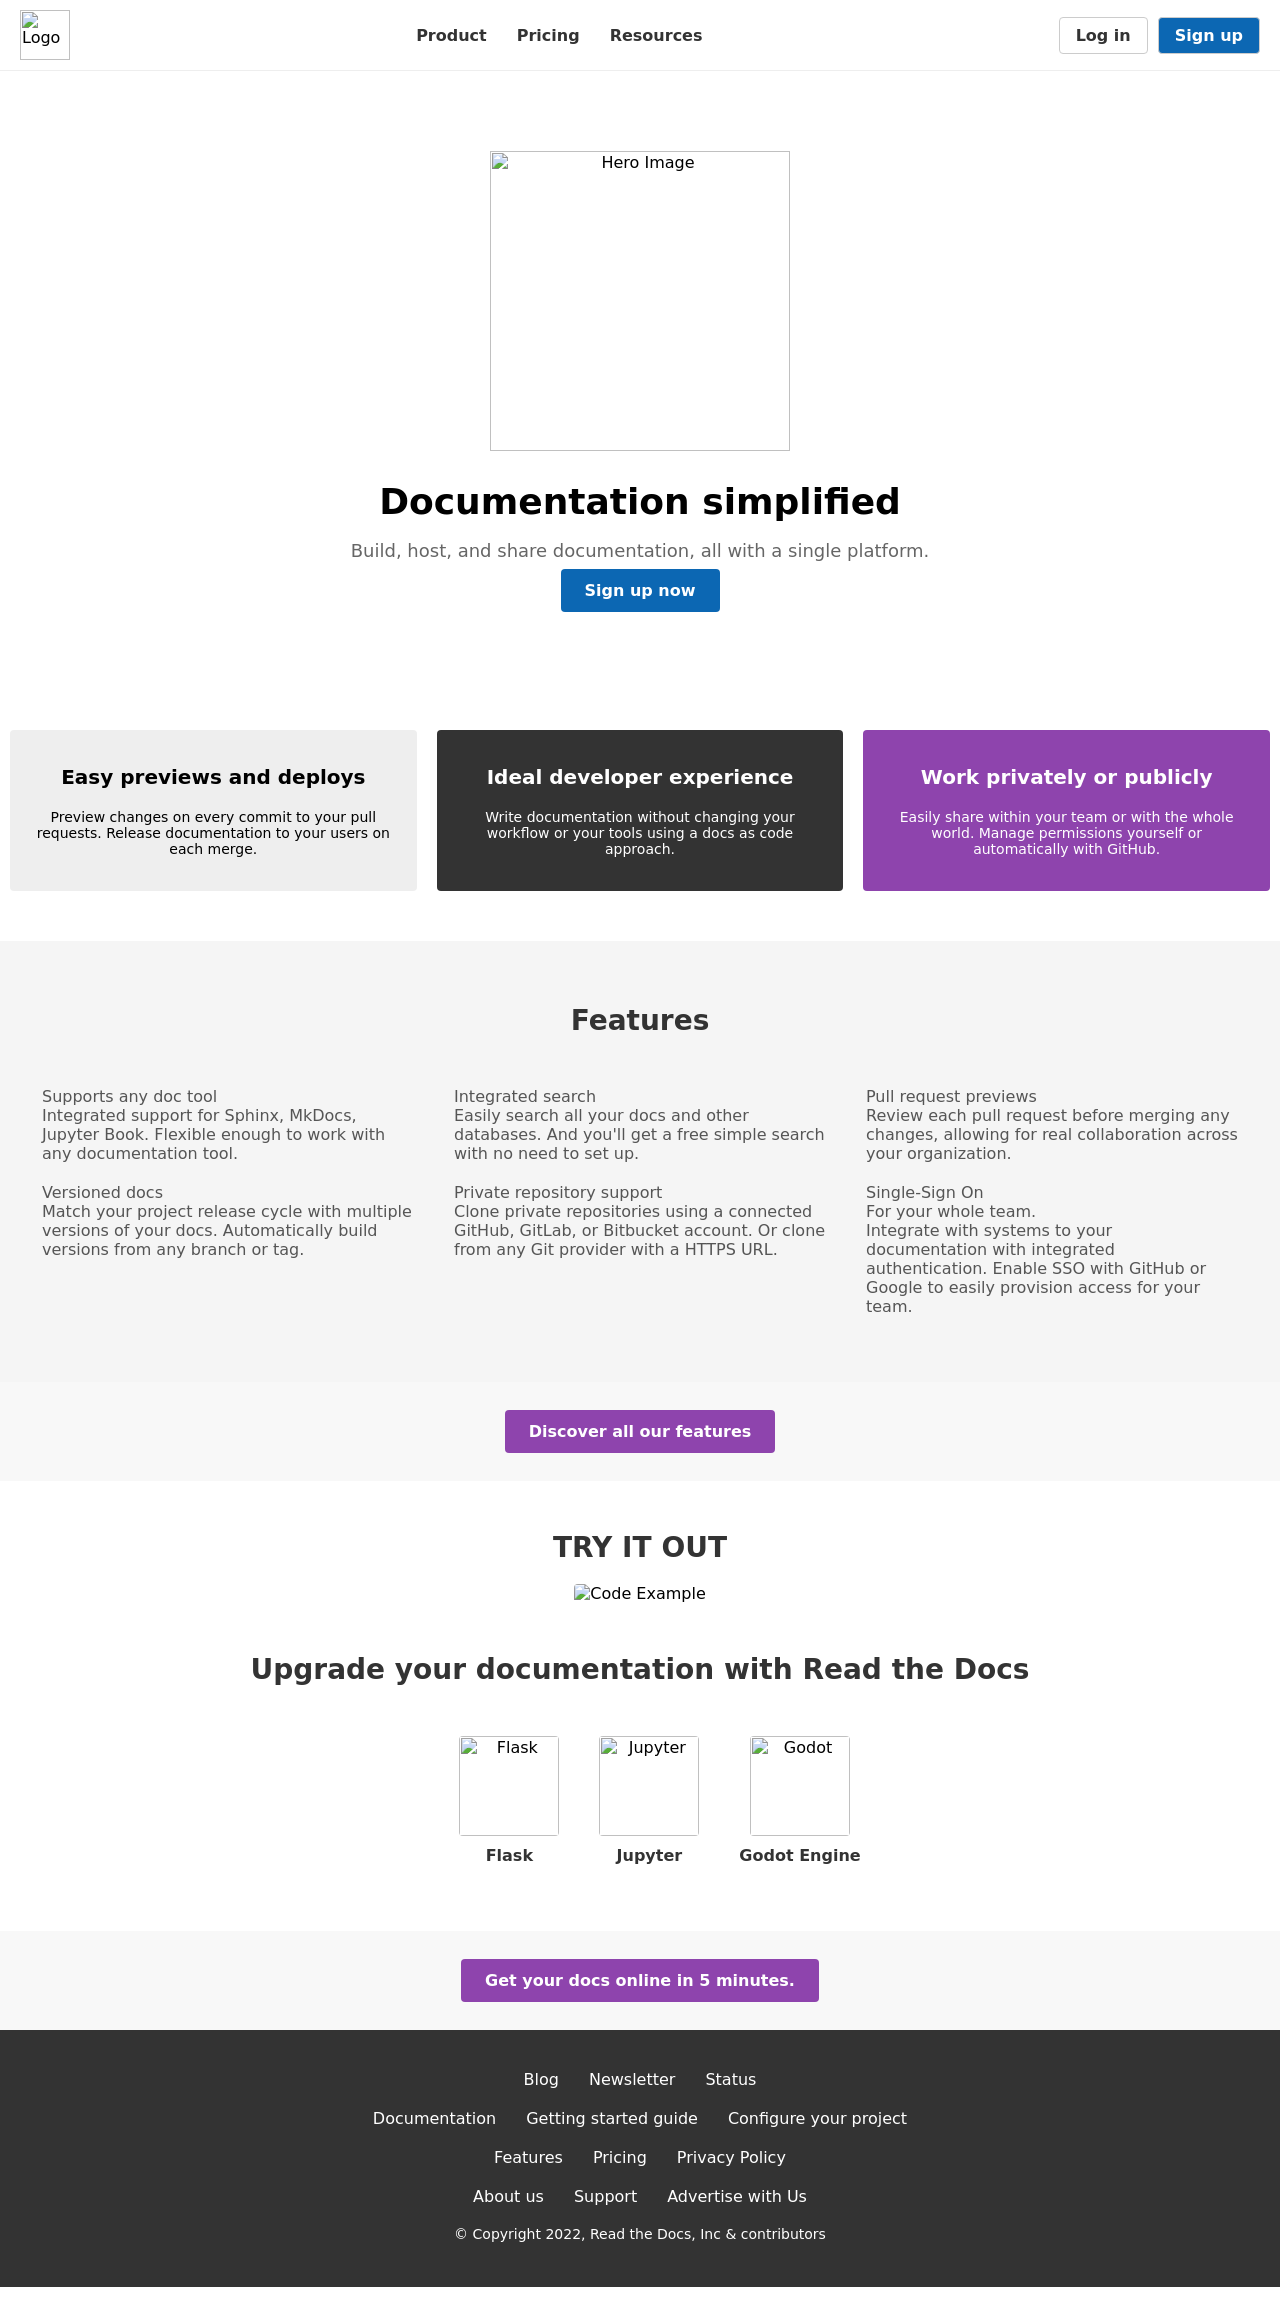 Logo
Product Pricing Resources
Log in Sign up
Hero Image
Documentation simplified
Build, host, and share documentation, all with a single platform.
Sign up now
Easy previews and deploys
Preview changes on every commit to your pull
requests. Release documentation to your users on
each merge.
Ideal developer experience
Write documentation without changing your
workflow or your tools using a docs as code
approach.
Work privately or publicly
Easily share within your team or with the whole
world. Manage permissions yourself or
automatically with GitHub.
Features
Supports any doc tool
Integrated support for Sphinx, MkDocs,
Jupyter Book. Flexible enough to work with
any documentation tool.
Integrated search
Easily search all your docs and other
databases. And you'll get a free simple search
with no need to set up.
Pull request previews
Review each pull request before merging any
changes, allowing for real collaboration across
your organization.
Versioned docs
Match your project release cycle with multiple
versions of your docs. Automatically build
versions from any branch or tag.
Private repository support
Clone private repositories using a connected
GitHub, GitLab, or Bitbucket account. Or clone
from any Git provider with a HTTPS URL.
Single-Sign On
For your whole team.
Integrate with systems to your
documentation with integrated
authentication. Enable SSO with GitHub or
Google to easily provision access for your
team.
Discover all our features
TRY IT OUT
Code Example
Upgrade your documentation with Read the Docs
Flask Jupyter Godot
Flask Jupyter Godot Engine
Get your docs online in 5 minutes.
Blog Newsletter Status
Documentation Getting started guide Configure your project
Features Pricing Privacy Policy
About us Support Advertise with Us
© Copyright 2022, Read the Docs, Inc & contributors